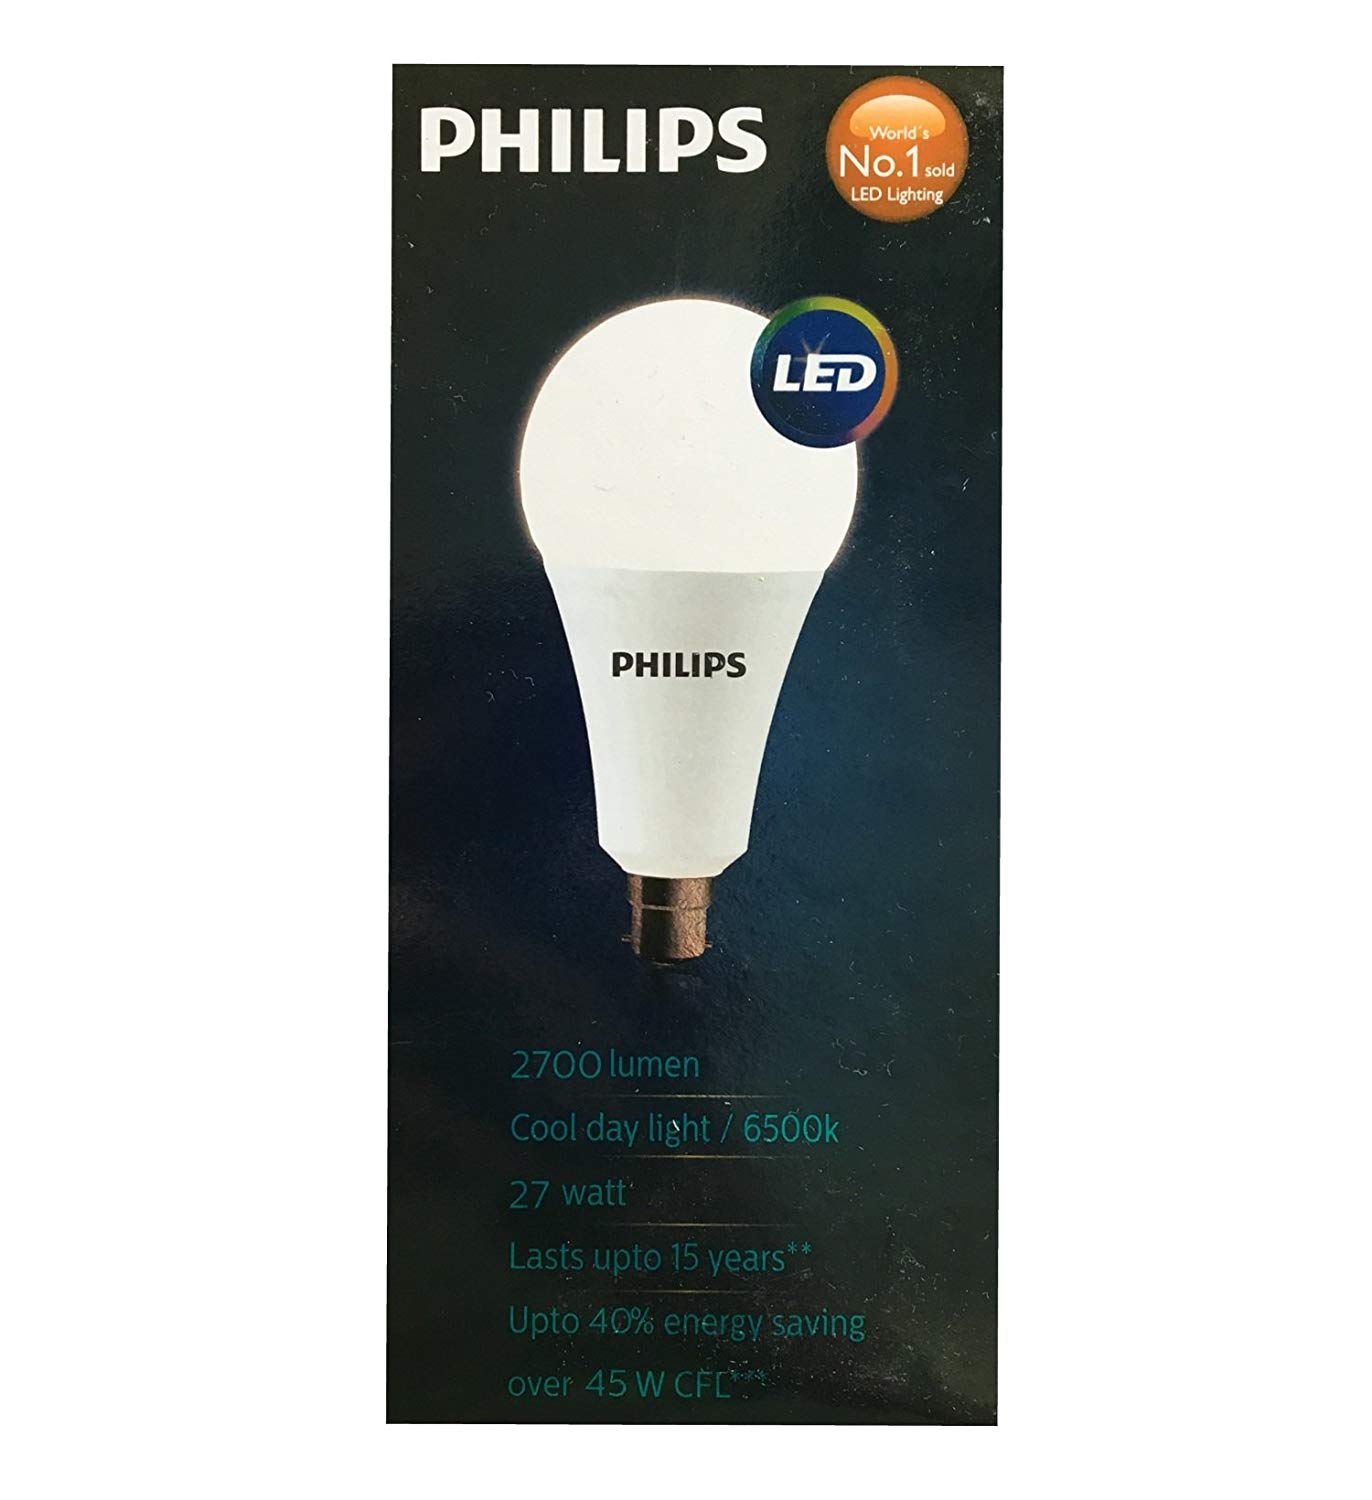 PHILIPS
World's
No.1 sold
LED Lighting
LED
PHILIPS
2700 lumen
Cool day light / 6500k
27 watt
Lasts upto 15 years**
Upto 40% energy saving
over 45 W CFL***